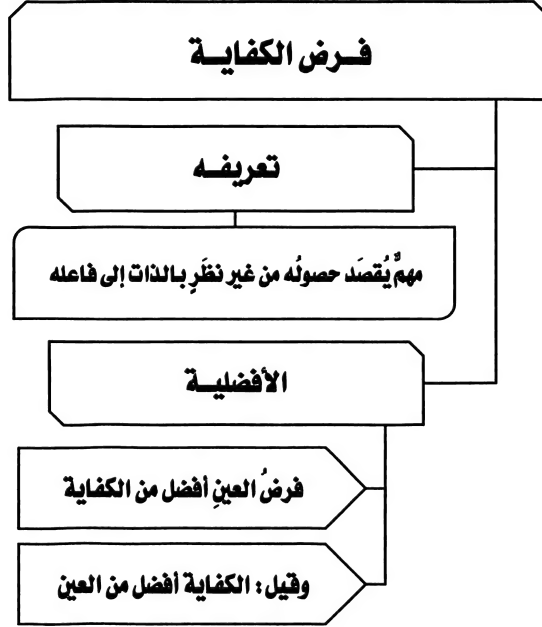 فـرض الكفايـة
تعريفـه
مهمٌّ يُقصَد حصولُه من غير نظَرٍ بالذات إلى فاعله
الأفضليـة
فرضُ العينِ أفضل من الكفاية
وقيل: الكفاية أفضل من العين